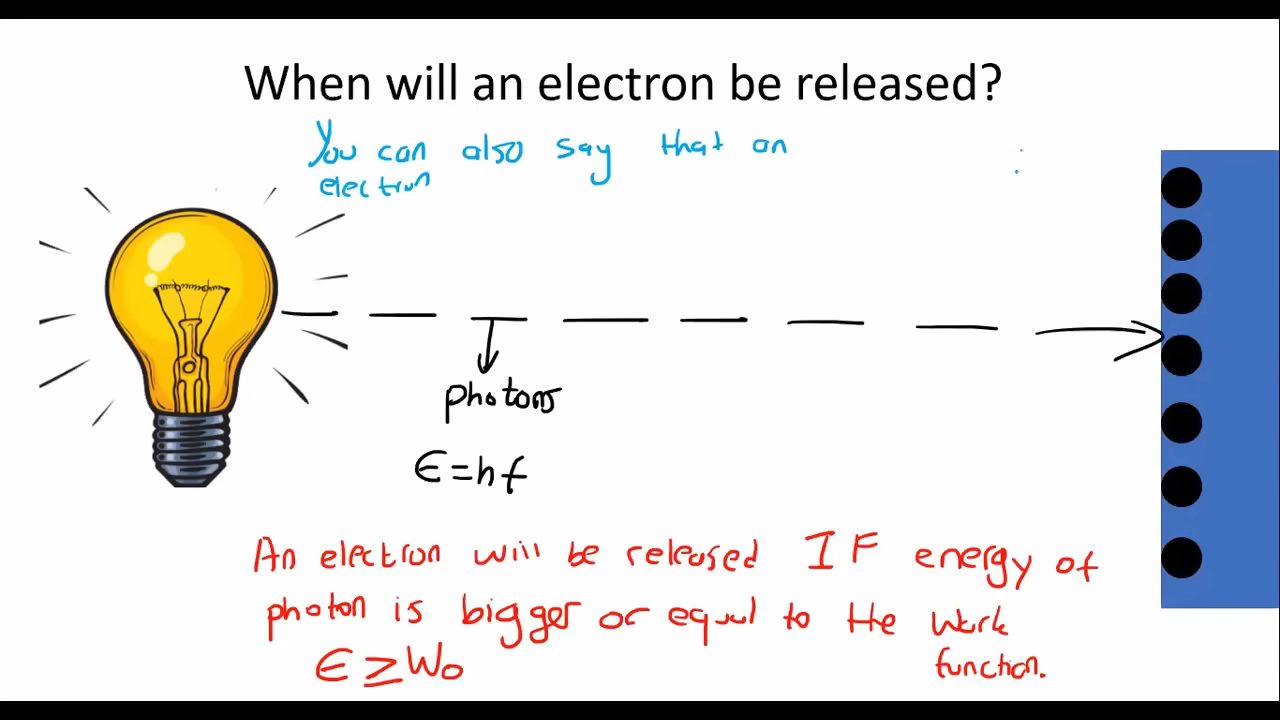 When will an electron be released?
You can also say that an
electron
photons
E=hf
An electron will be released IF energy of
photon is bigger or equal to the work
function.
E ≥ W₀